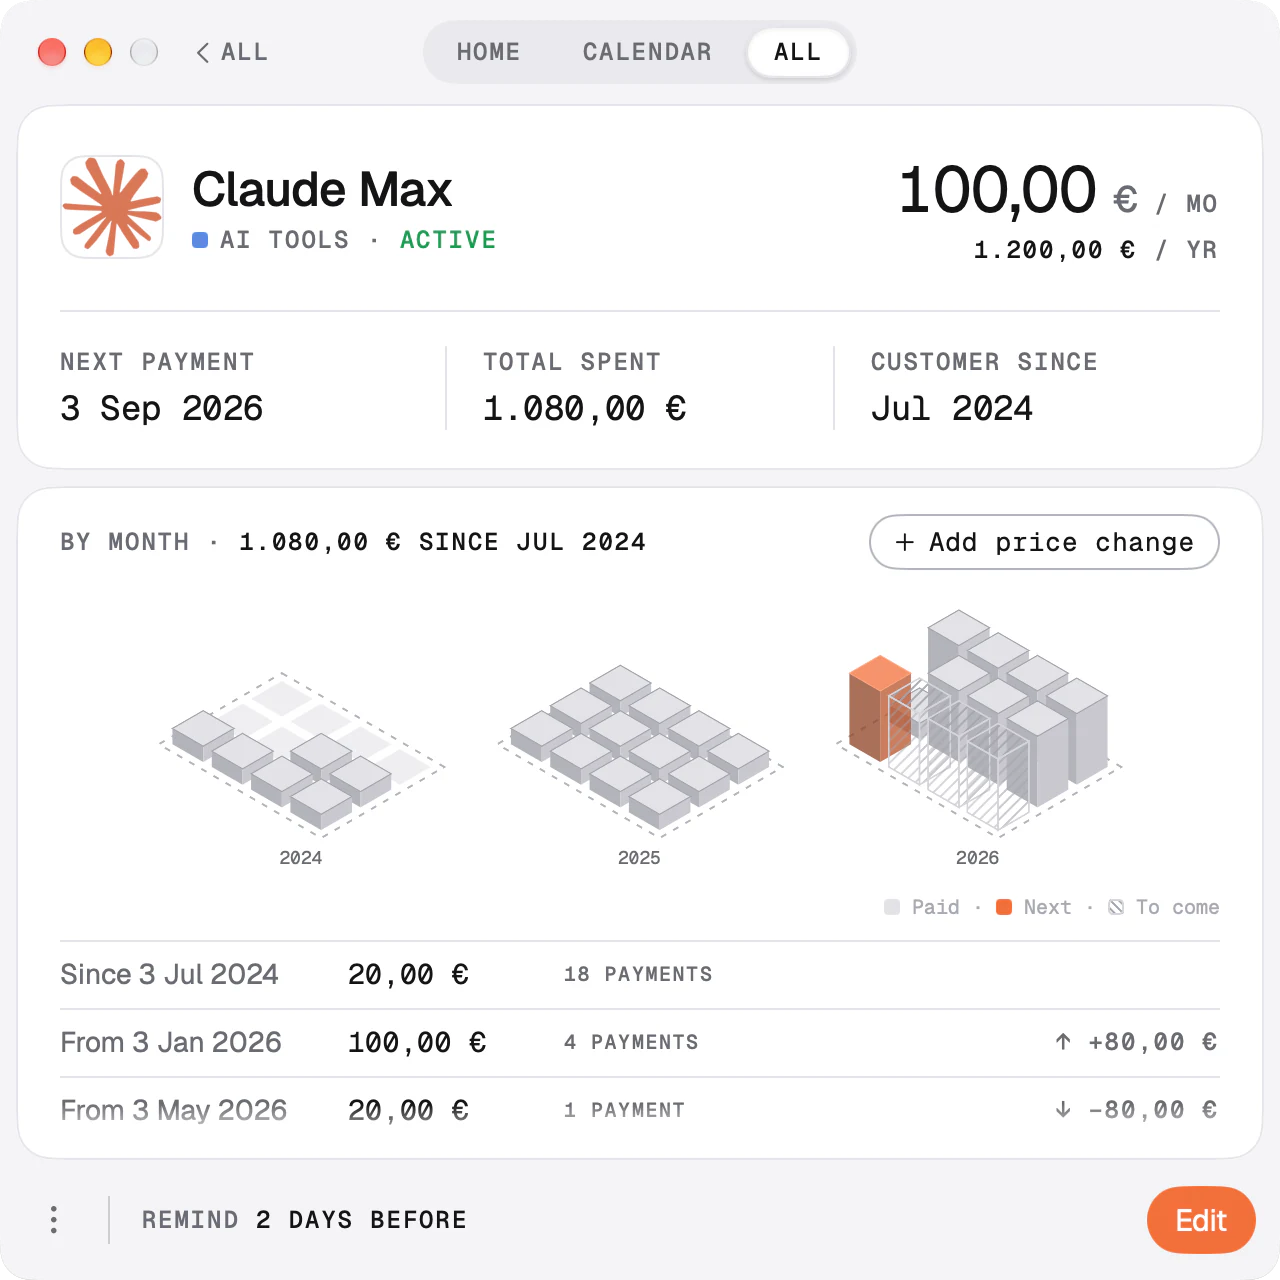 ALL
HOME CALENDAR ALL
Claude Max
AI TOOLS · ACTIVE
100,00 € / MO
1.200,00 € / YR
NEXT PAYMENT
3 Sep 2026
TOTAL SPENT
1.080,00 €
CUSTOMER SINCE
Jul 2024
BY MONTH · 1.080,00 € SINCE JUL 2024
+ Add price change
2024
2025
2026
Paid · Next · To come
Since 3 Jul 2024 20,00 € 18 PAYMENTS
From 3 Jan 2026 100,00 € 4 PAYMENTS ↑ +80,00 €
From 3 May 2026 20,00 € 1 PAYMENT ↓ −80,00 €
REMIND 2 DAYS BEFORE
Edit